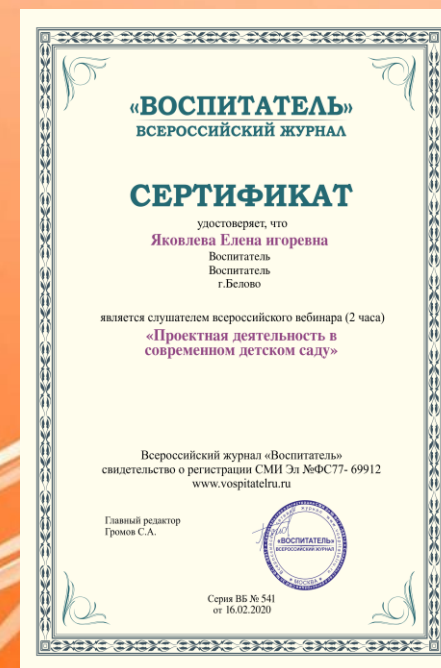 «ВОСПИТАТЕЛЬ»
ВСЕРОССИЙСКИЙ ЖУРНАЛ
СЕРТИФИКАТ
удостоверяет, что
Яковлева Елена игоревна
Воспитатель
Воспитатель
г.Белово
является слушателем всероссийского вебинара (2 часа)
«Проектная деятельность в
современном детском саду»
Всероссийский журнал «Воспитатель»
свидетельство о регистрации СМИ Эл №ФС77- 69912
www.vospitatelru.ru
Главный редактор
Громов С.А.
«ВОСПИТАТЕЛЬ»
ВСЕРОССИЙСКИЙ ЖУРНАЛ
МОСКВА
Серия ВБ № 541
от 16.02.2020